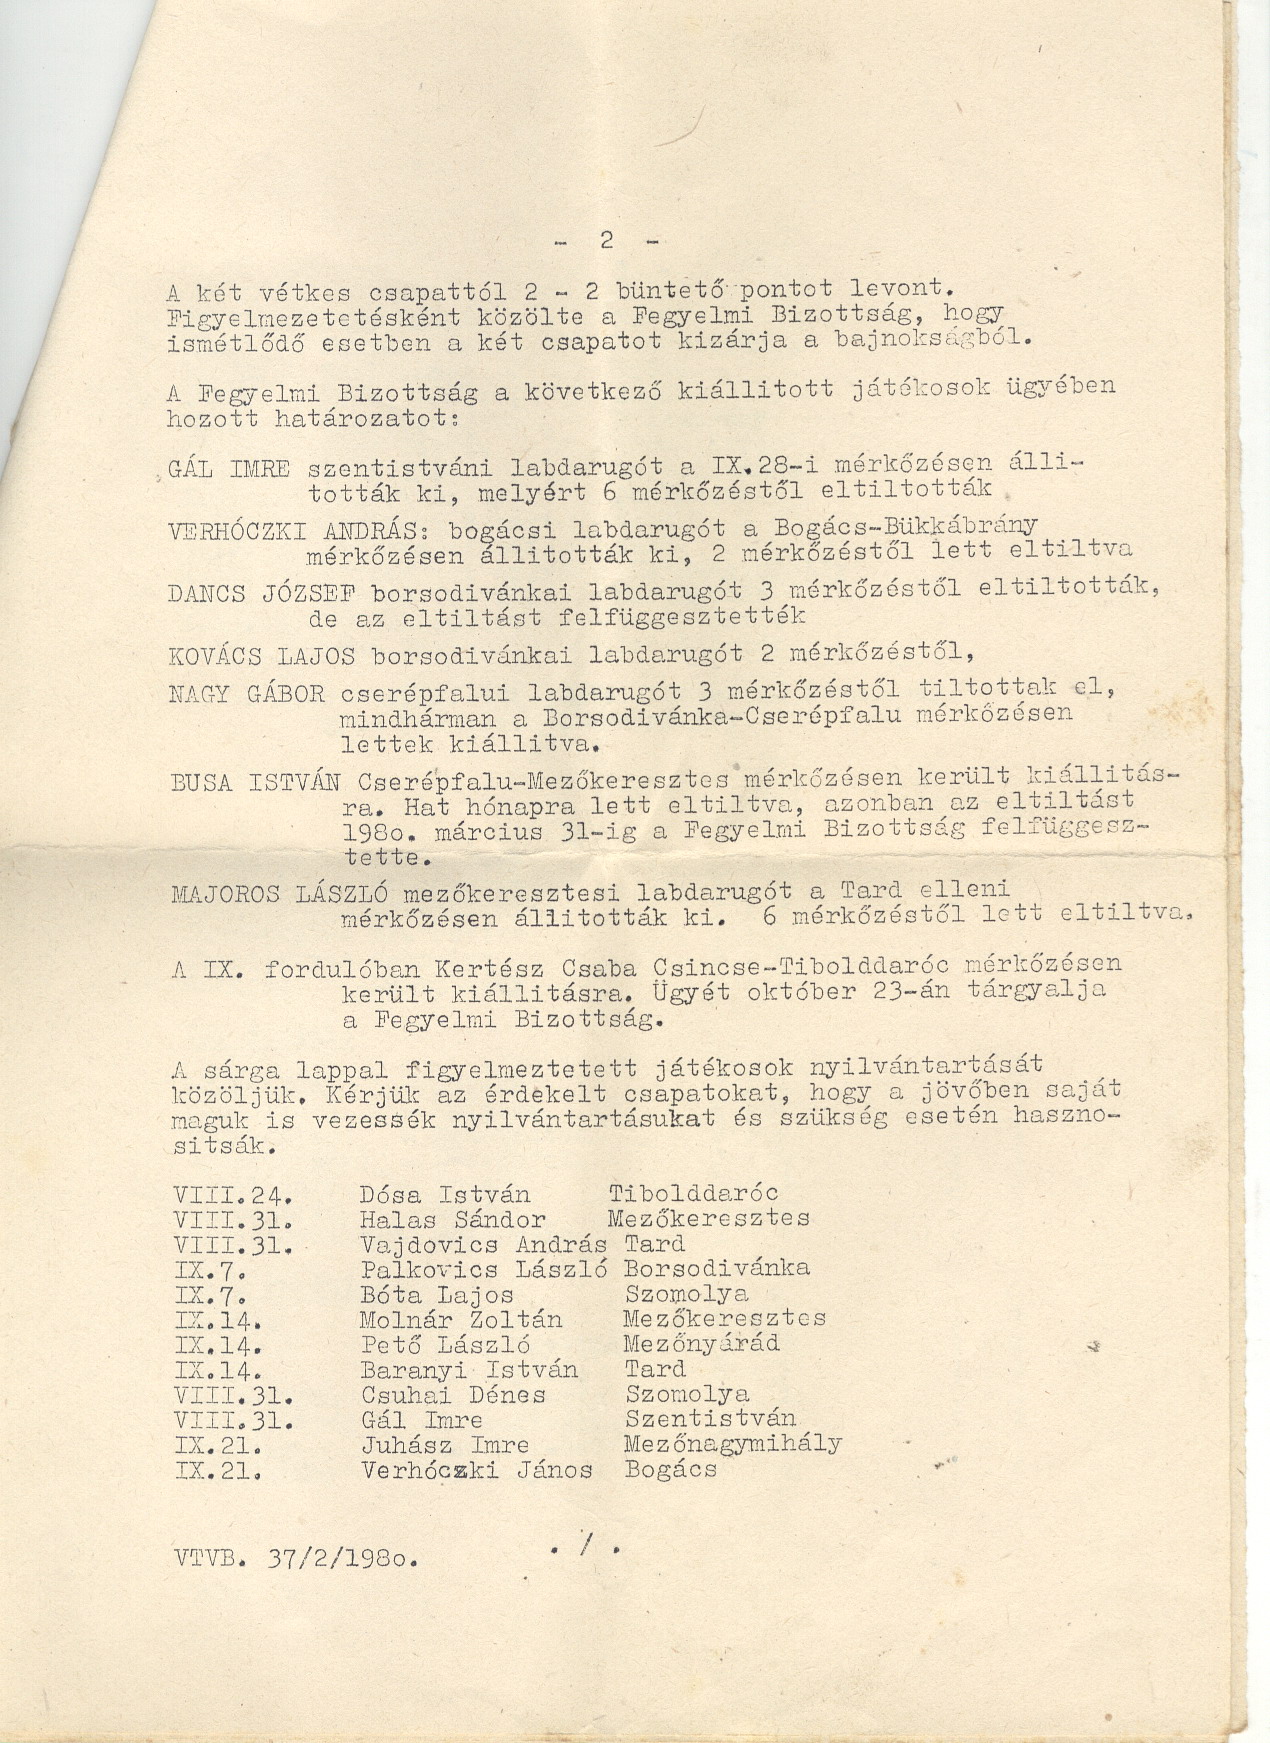 - 2 -
A két vétkes csapattól 2 - 2 büntető pontot levont.
Figyelmezetetésként közölte a Fegyelmi Bizottság, hogy
ismétlődő esetben a két csapatot kizárja a bajnokságból.
A Fegyelmi Bizottság a következő kiállitott játékosok ügyében
hozott határozatot:
GÁL IMRE szentistváni labdarugót a IX.28-i mérkőzésen álli-
tották ki, melyért 6 mérkőzéstől eltiltották.
VERHÓCZKI ANDRÁS: bogácsi labdarugót a Bogács-Bükkábrány
mérkőzésen állitották ki, 2 mérkőzéstől lett eltiltva
DANCS JÓZSEF borsodivánkai labdarugót 3 mérkőzéstől eltiltották,
de az eltiltást felfüggesztették
KOVÁCS LAJOS borsodivánkai labdarugót 2 mérkőzéstől,
NAGY GÁBOR cserépfalui labdarugót 3 mérkőzéstől tiltottak el,
mindhárman a Borsodivánka-Cserépfalu mérkőzésen
lettek kiállitva.
BUSA ISTVÁN Cserépfalu-Mezőkeresztes mérkőzésen került kiállitás-
ra. Hat hónapra lett eltiltva, azonban az eltiltást
198o. március 31-ig a Fegyelmi Bizottság felfüggesz-
tette.
MAJOROS LÁSZLÓ mezőkeresztesi labdarugót a Tard elleni
mérkőzésen állitották ki. 6 mérkőzéstől lett eltiltva.
A IX. fordulóban Kertész Csaba Csincse-Tibolddaróc mérkőzésen
került kiállitásra. Ügyét október 23-án tárgyalja
a Fegyelmi Bizottság.
A sárga lappal figyelmeztetett játékosok nyilvántartását
közöljük. Kérjük az érdekelt csapatokat, hogy a jövőben saját
maguk is vezessék nyilvántartásukat és szükség esetén haszno-
sitsák.
VIII.24. Dósa István Tibolddaróc
VIII.31. Halas Sándor Mezőkeresztes
VIII.31. Vajdovics András Tard
IX.7. Palkovics László Borsodivánka
IX.7. Bóta Lajos Szomolya
IX.14. Molnár Zoltán Mezőkeresztes
IX.14. Pető László Mezőnyárád
IX.14. Baranyi István Tard
VIII.31. Csuhai Dénes Szomolya
VIII.31. Gál Imre Szentistván
IX.21. Juhász Imre Mezőnagymihály
IX.21. Verhóczki János Bogács
VTVB. 37/2/198o. . / .